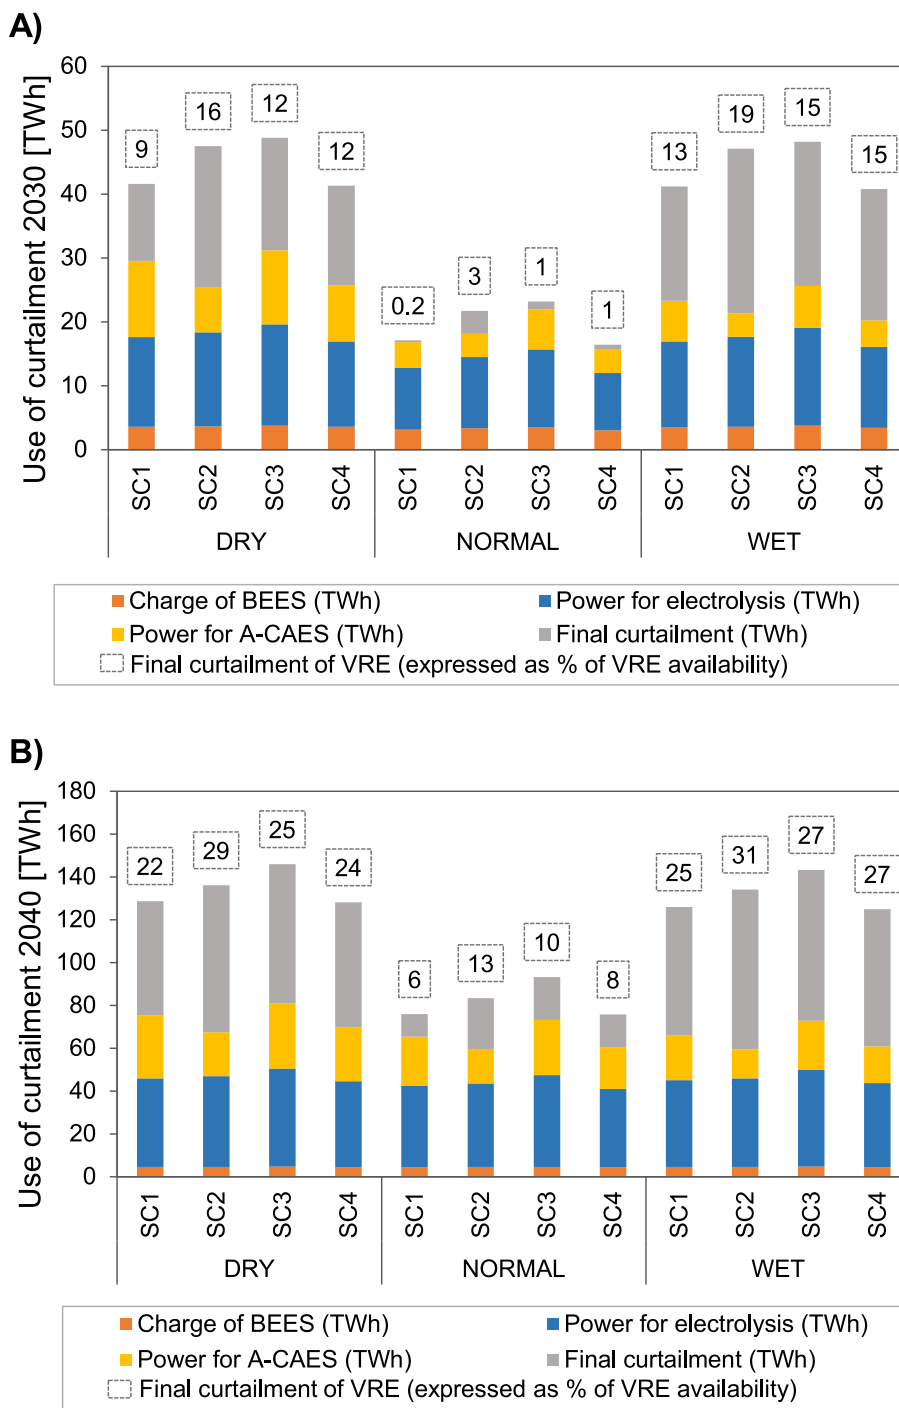 A)
Use of curtailment 2030 [TWh]
60
50
40
30
20
10
0
9
16
12
12
0.2
3
1
1
13
19
15
15
SC1
SC2
SC3
SC4
SC1
SC2
SC3
SC4
SC1
SC2
SC3
SC4
DRY
NORMAL
WET
Charge of BEES (TWh)
Power for electrolysis (TWh)
Power for A-CAES (TWh)
Final curtailment (TWh)
Final curtailment of VRE (expressed as % of VRE availability)
B)
Use of curtailment 2040 [TWh]
180
160
140
120
100
80
60
40
20
0
22
29
25
24
6
13
10
8
25
31
27
27
SC1
SC2
SC3
SC4
SC1
SC2
SC3
SC4
SC1
SC2
SC3
SC4
DRY
NORMAL
WET
Charge of BEES (TWh)
Power for electrolysis (TWh)
Power for A-CAES (TWh)
Final curtailment (TWh)
Final curtailment of VRE (expressed as % of VRE availability)